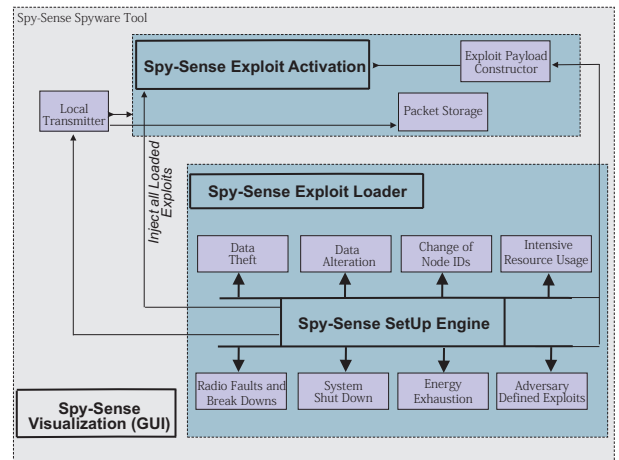 Spy-Sense Spyware Tool
Spy-Sense Exploit Activation
Exploit Payload
Constructor
Local
Transmitter
Packet Storage
Inject all Loaded
Exploits
Spy-Sense Exploit Loader
Data
Theft
Data
Alteration
Change of
Node IDs
Intensive
Resource Usage
Spy-Sense SetUp Engine
Radio Faults and
Break Downs
System
Shut Down
Energy
Exhaustion
Adversary
Defined Exploits
Spy-Sense
Visualization (GUI)